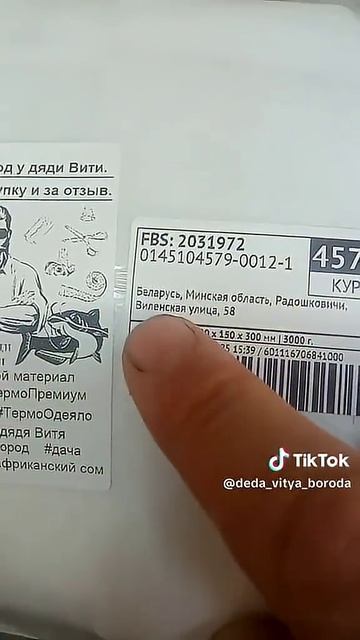 од у дяди Вити.
упку и за отзыв.
FBS: 2031972
0145104579-0012-1
457
КУР
Беларусь, Минская область, Радошковичи,
Виленская улица, 58
x 150 x 300 мм | 3000 г.
15:39 / 601116706841000
ой материал
ермоПремиум
#ТермоОдеяло
дядя Витя
ород #дача
африканский сом
TikTok
@deda_vitya_boroda